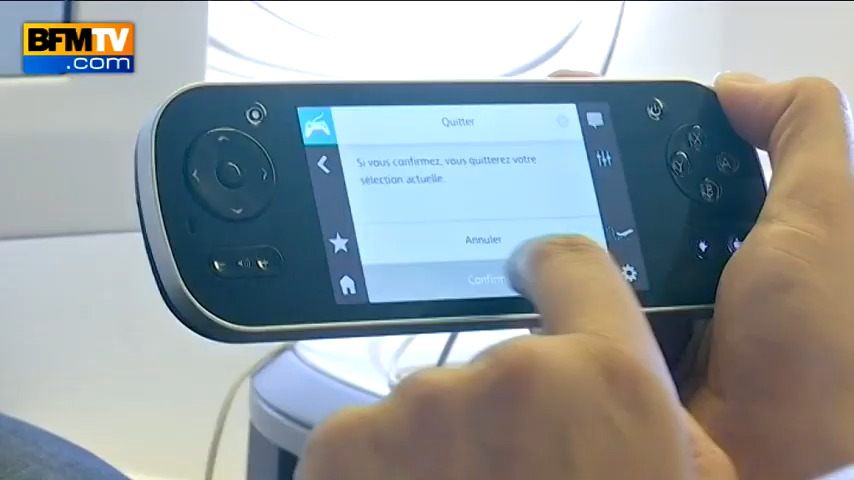 BFMTV
.com
Quitter
Si vous confirmez, vous quitterez votre
sélection actuelle.
Annuler
X
Y
A
B